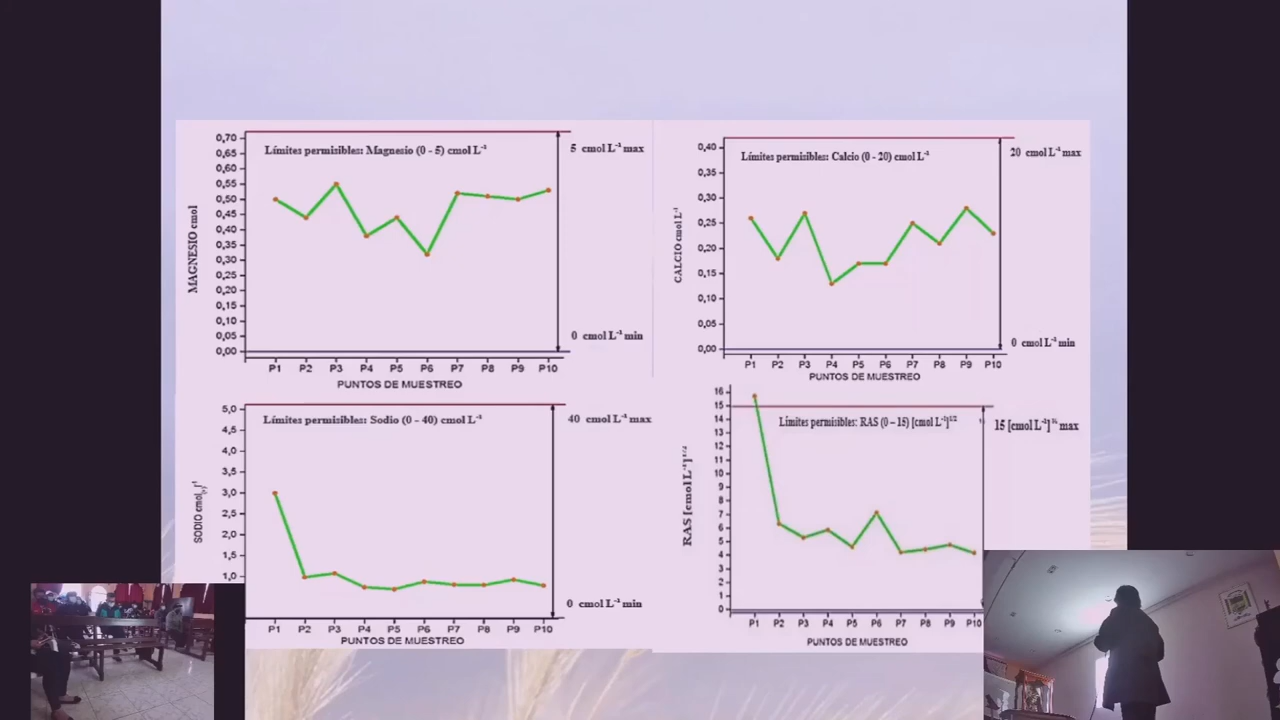 0,70
0,65
0,60
0,55
0,50
0,45
0,40
0,35
0,30
0,25
0,20
0,15
0,10
0,05
0,00
MAGNESIO cmol
Límites permisibles: Magnesio (0 - 5) cmol L⁻¹
5 cmol L⁻¹ max
0 cmol L⁻¹ min
P1 P2 P3 P4 P5 P6 P7 P8 P9 P10
PUNTOS DE MUESTREO
0,40
0,35
0,30
0,25
0,20
0,15
0,10
0,05
0,00
CALCIO cmol L⁻¹
Límites permisibles: Calcio (0 - 20) cmol L⁻¹
20 cmol L⁻¹ max
0 cmol L⁻¹ min
P1 P2 P3 P4 P5 P6 P7 P8 P9 P10
PUNTOS DE MUESTREO
5,0
4,5
4,0
3,5
3,0
2,5
2,0
1,5
1,0
SODIO
Límites permisibles: Sodio (0 - 40) cmol L⁻¹
40 cmol L⁻¹ max
0 cmol L⁻¹ min
P1 P2 P3 P4 P5 P6 P7 P8 P9 P10
PUNTOS DE MUESTREO
16
15
14
13
12
11
10
9
8
7
6
5
4
3
2
1
0
RAS [cmol L⁻¹]¹/²
Límites permisibles: RAS (0 – 15) [cmol L⁻¹]¹/²
15 [cmol L⁻¹]½ max
P1 P2 P3 P4 P5 P6 P7 P8 P9 P10
PUNTOS DE MUESTREO